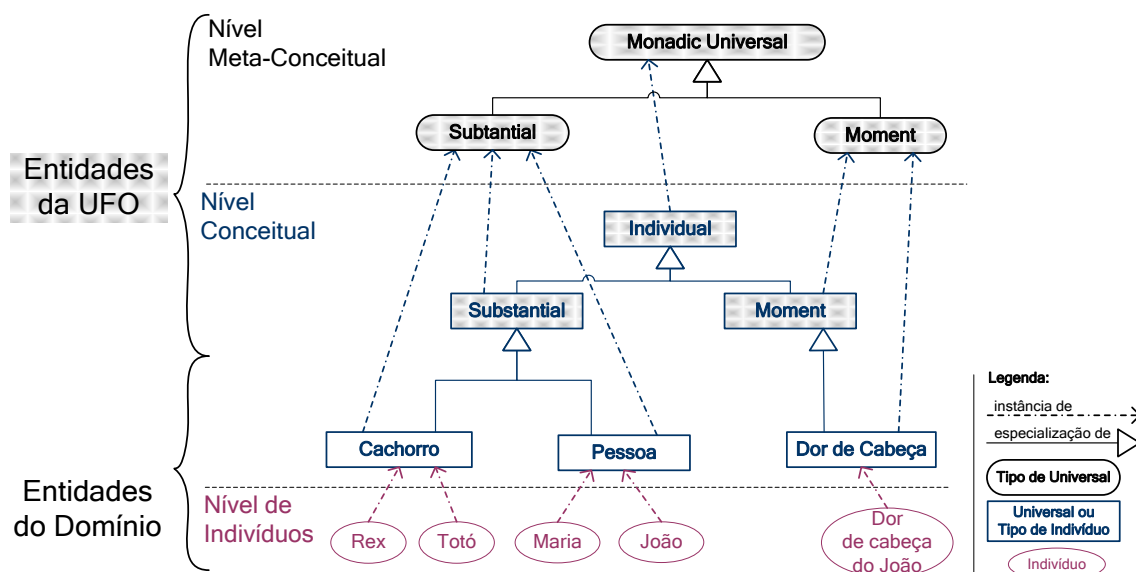 Nível
Meta-Conceitual
Monadic Universal
Subtantial
Moment
Entidades
da UFO
Nível
Conceitual
Individual
Substantial
Moment
Cachorro
Pessoa
Dor de Cabeça
Entidades
do Domínio
Nível de
Indivíduos
Rex
Totó
Maria
João
Dor
de cabeça
do João
Legenda:
instância de
especialização de
Tipo de Universal
Universal ou
Tipo de Indivíduo
Indivíduo